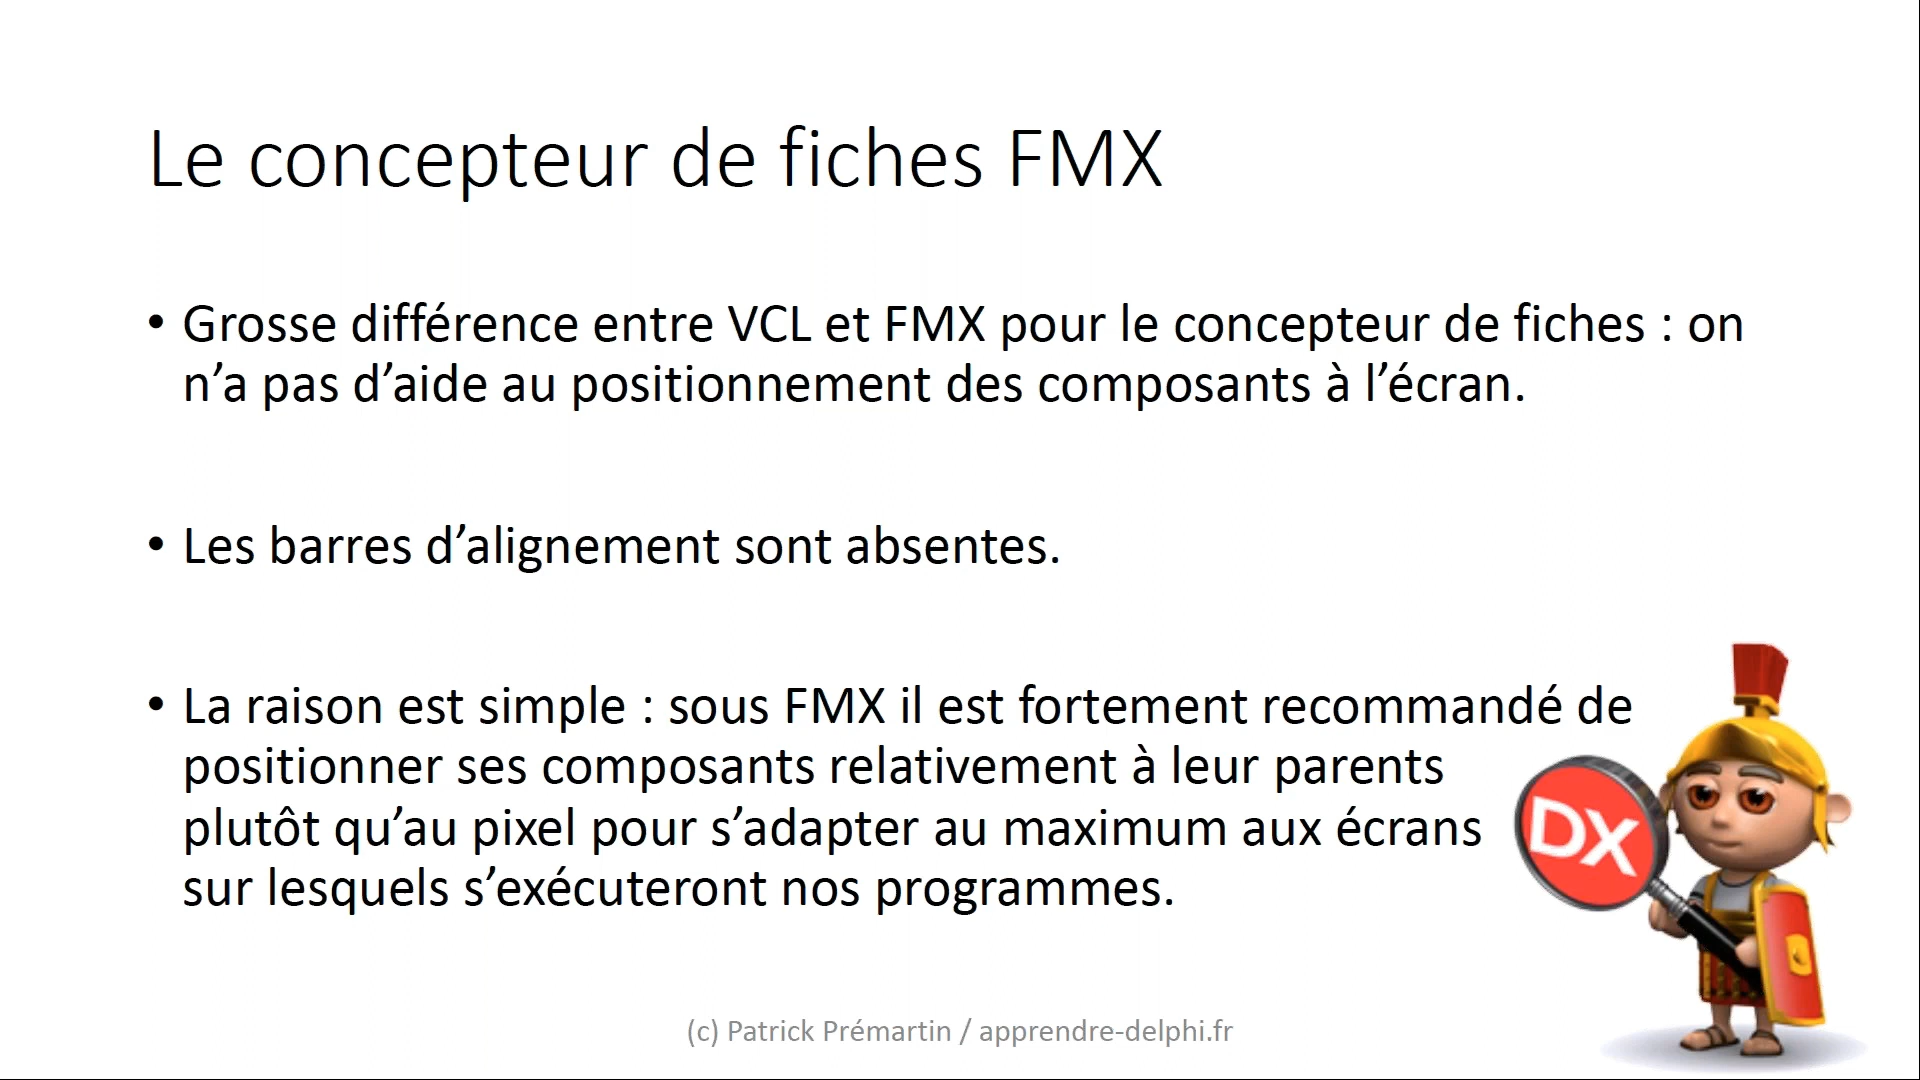 Le concepteur de fiches FMX
• Grosse différence entre VCL et FMX pour le concepteur de fiches : on
n’a pas d’aide au positionnement des composants à l’écran.
• Les barres d’alignement sont absentes.
• La raison est simple : sous FMX il est fortement recommandé de
positionner ses composants relativement à leur parents
plutôt qu’au pixel pour s’adapter au maximum aux écrans
sur lesquels s’exécuteront nos programmes.
DX
(c) Patrick Prémartin / apprendre-delphi.fr